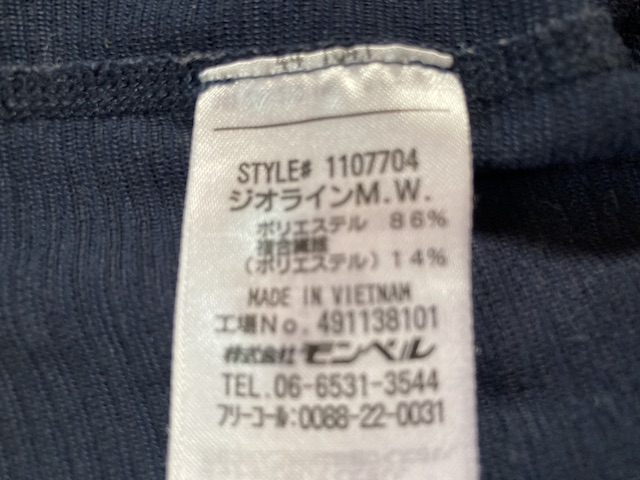 STYLE# 1107704
ジオラインM.W.
ポリエステル 86%
複合繊維
(ポリエステル) 14%
MADE IN VIETNAM
工場No. 491138101
株式会社 モンベル
TEL. 06-6531-3544
フリーコール:0088-22-0031